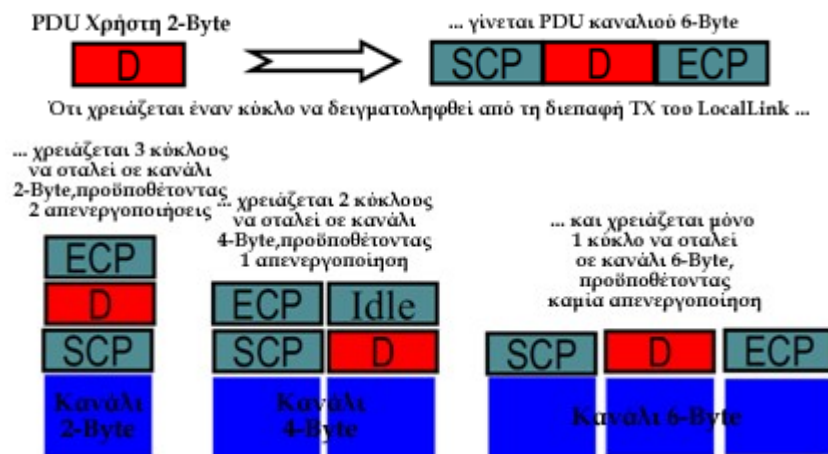 PDU Χρήστη 2-Byte
... γίνεται PDU καναλιού 6-Byte
D
SCP D ECP
Ότι χρειάζεται έναν κύκλο να δειγματοληφθεί από τη διεπαφή TX του LocalLink ...
... χρειάζεται 3 κύκλους
να σταλεί σε κανάλι
2-Byte,προϋποθέτοντας
2 απενεργοποιήσεις
ECP
D
SCP
Κανάλι
2-Byte
... χρειάζεται 2 κύκλους
να σταλεί σε κανάλι
4-Byte,προϋποθέτοντας
1 απενεργοποίηση
ECP Idle
SCP D
Κανάλι
4-Byte
... και χρειάζεται μόνο
1 κύκλο να σταλεί
σε κανάλι 6-Byte,
προϋποθέτοντας
καμία απενεργοποίηση
SCP D ECP
Κανάλι 6-Byte